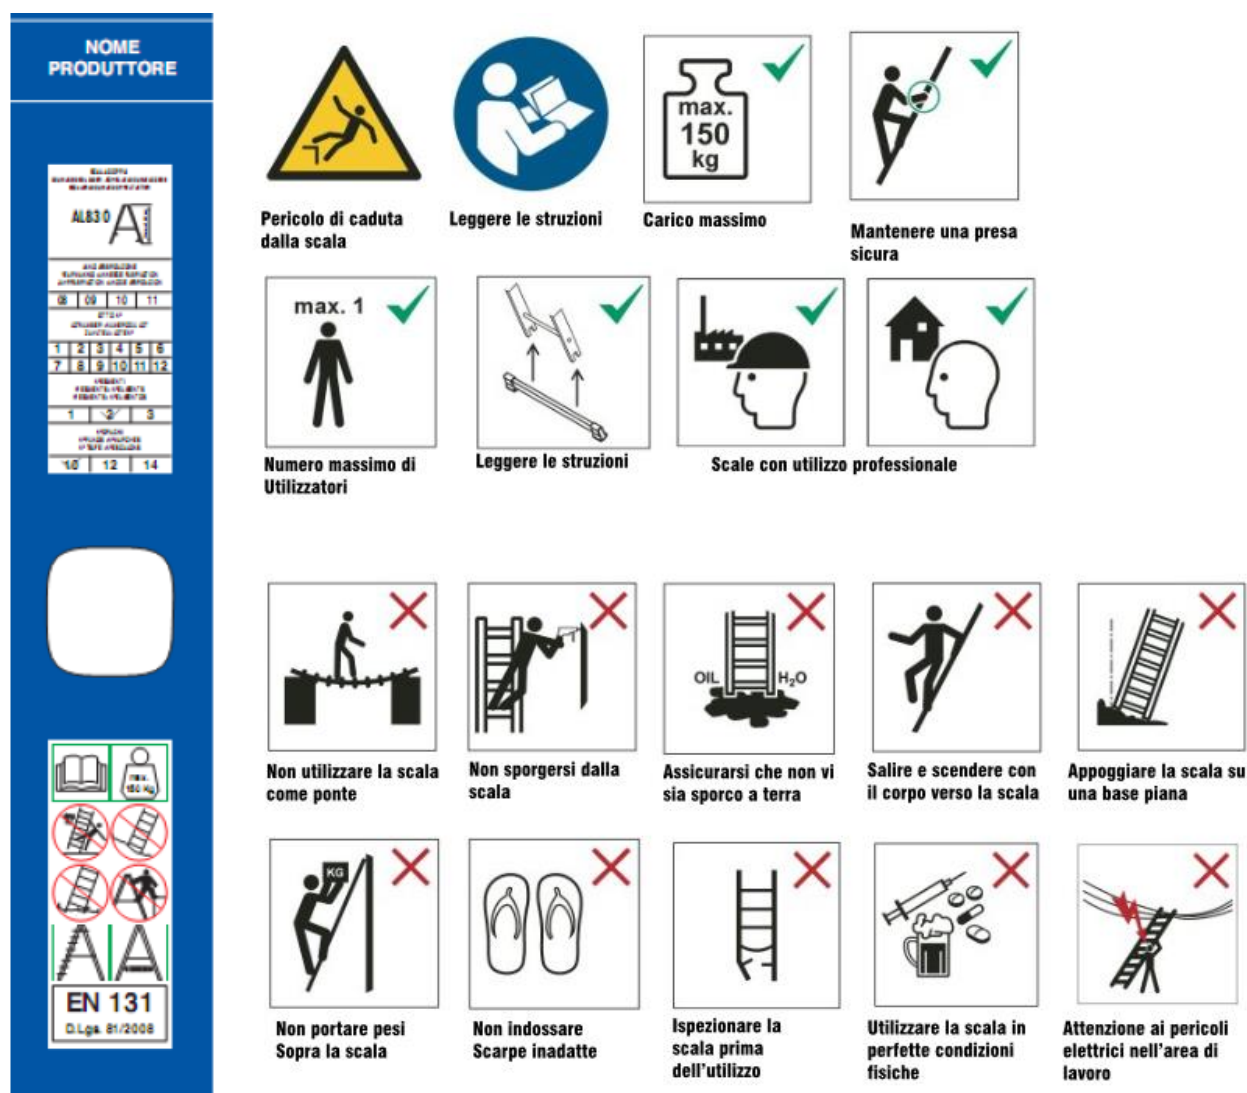 NOME
PRODUTTORE
AL830
08 09 10 11
1 2 3 4 5 6
7 8 9 10 11 12
1 2 3
10 12 14
max.
150 Kg
EN 131
D.Lgs. 81/2008
max.
150
kg
Pericolo di caduta
dalla scala
Leggere le struzioni
Carico massimo
Mantenere una presa
sicura
max. 1
Numero massimo di
Utilizzatori
Leggere le struzioni
Scale con utilizzo professionale
OIL H₂O
Non utilizzare la scala
come ponte
Non sporgersi dalla
scala
Assicurarsi che non vi
sia sporco a terra
Salire e scendere con
il corpo verso la scala
Appoggiare la scala su
una base piana
KG
Non portare pesi
Sopra la scala
Non indossare
Scarpe inadatte
Ispezionare la
scala prima
dell'utilizzo
Utilizzare la scala in
perfette condizioni
fisiche
Attenzione ai pericoli
elettrici nell'area di
lavoro